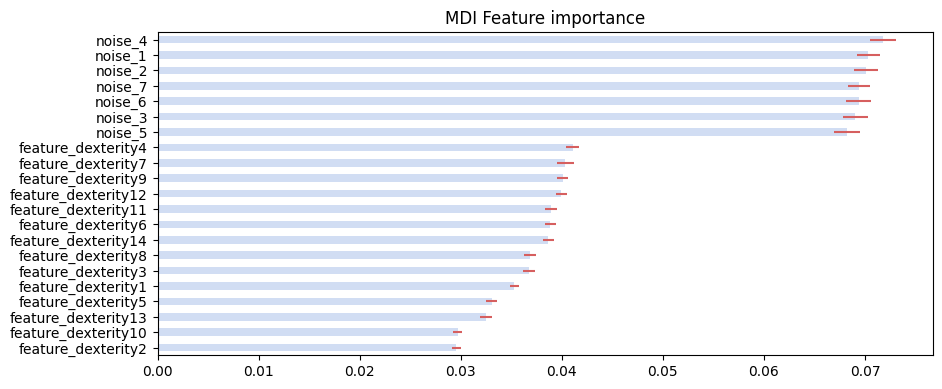 MDI Feature importance
noise_4
noise_1
noise_2
noise_7
noise_6
noise_3
noise_5
feature_dexterity4
feature_dexterity7
feature_dexterity9
feature_dexterity12
feature_dexterity11
feature_dexterity6
feature_dexterity14
feature_dexterity8
feature_dexterity3
feature_dexterity1
feature_dexterity5
feature_dexterity13
feature_dexterity10
feature_dexterity2
0.00 0.01 0.02 0.03 0.04 0.05 0.06 0.07